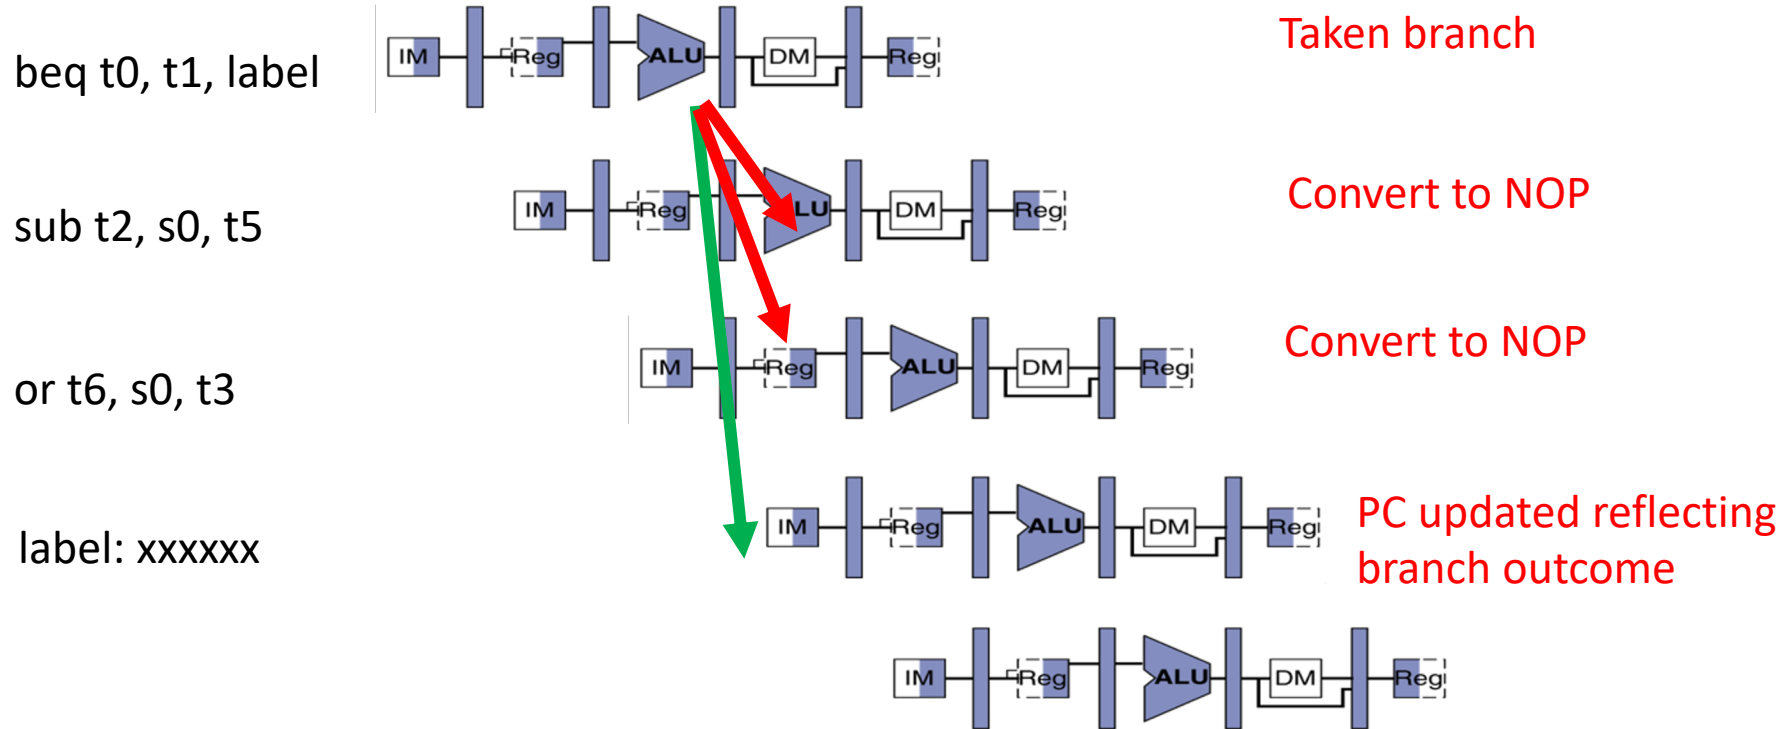 Taken branch
beq t0, t1, label
IM Reg ALU DM Reg
Convert to NOP
sub t2, s0, t5
IM Reg LU DM Reg
Convert to NOP
or t6, s0, t3
IM Reg ALU DM Reg
label: xxxxxx
IM Reg ALU DM Reg
PC updated reflecting
branch outcome
IM Reg ALU DM Reg